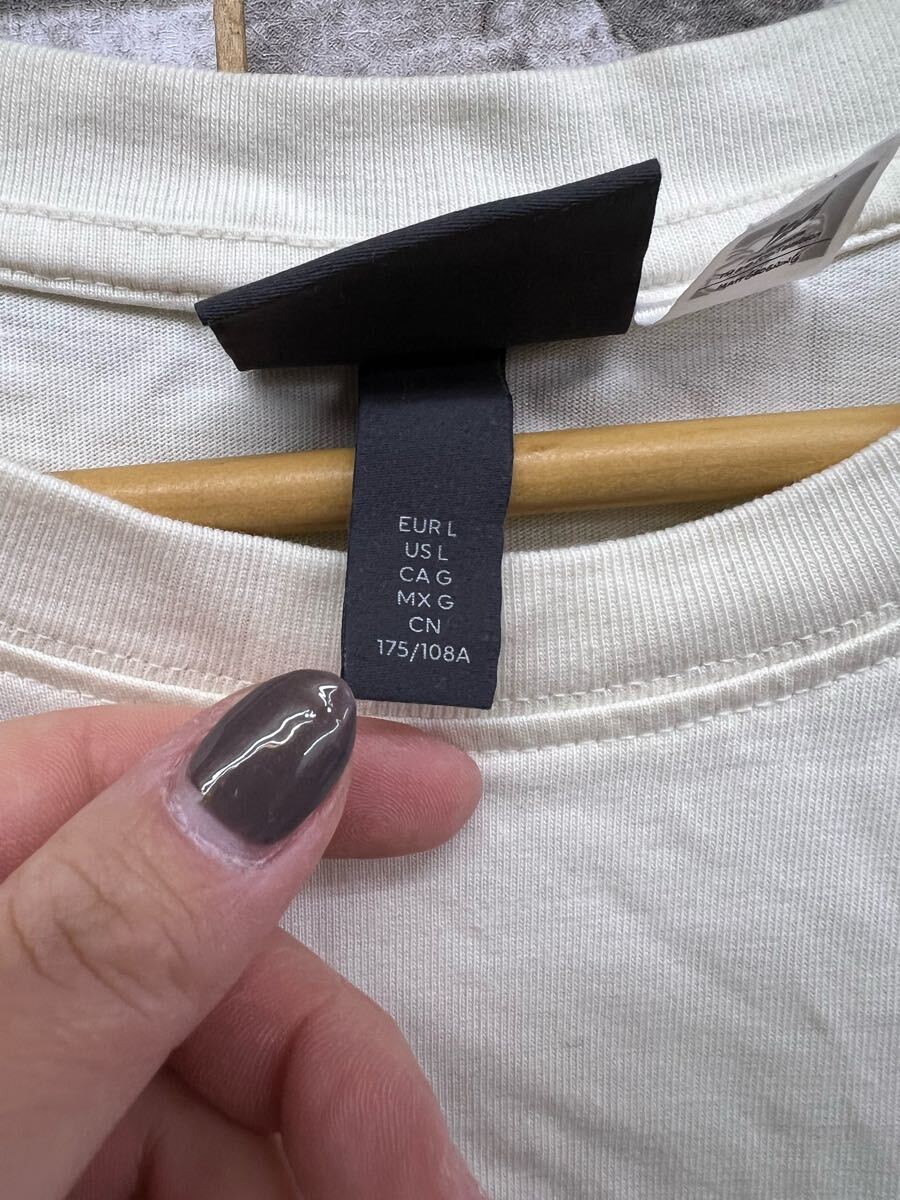 EUR L
US L
CA G
MX G
CN
175/108A